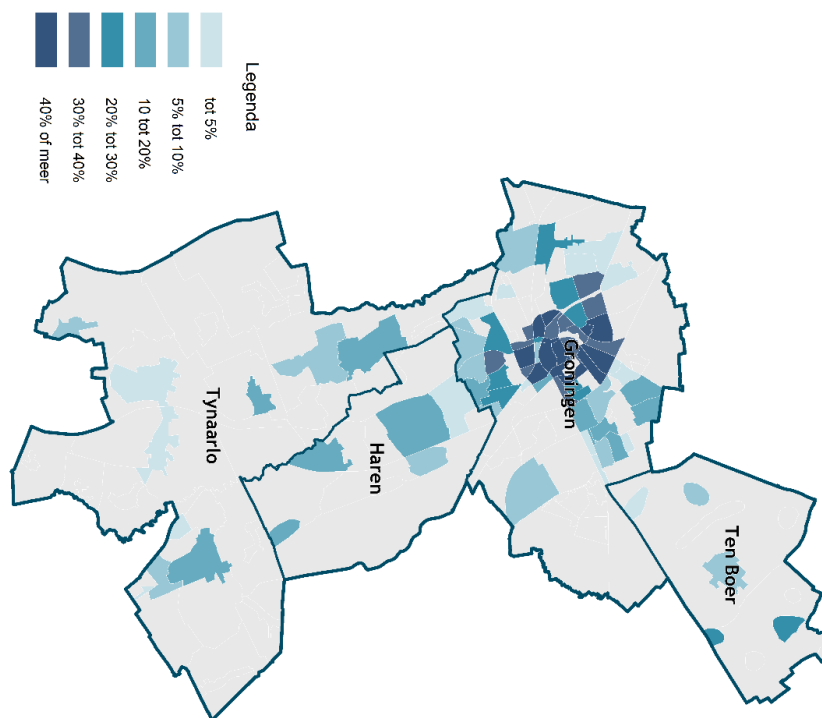 Legenda
tot 5%
5% tot 10%
10 tot 20%
20% tot 30%
30% tot 40%
40% of meer
Groningen
Ten Boer
Haren
Tynaarlo